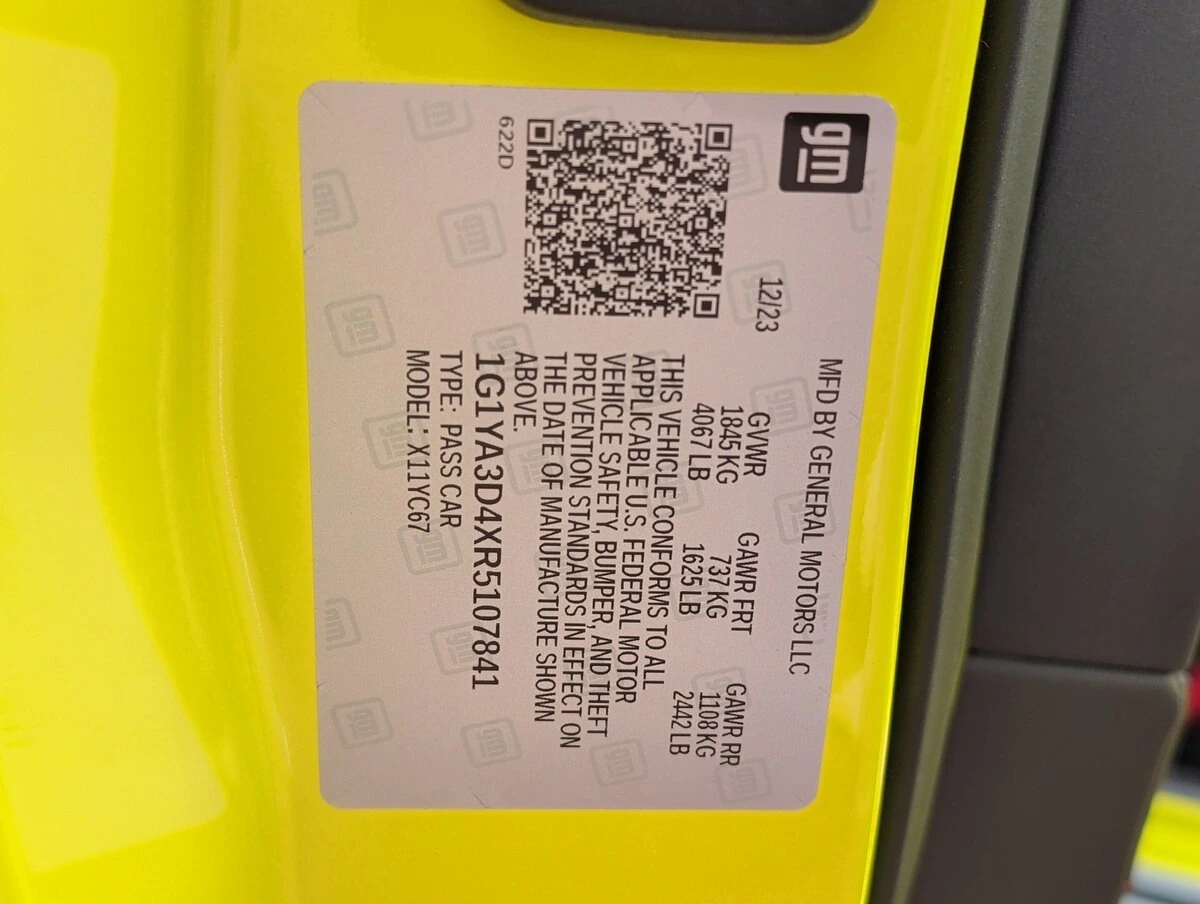 gm
MFD BY GENERAL MOTORS LLC
12/23
GVWR GAWR FRT GAWR RR
1845 KG 737 KG 1108 KG
4067 LB 1625 LB 2442 LB
THIS VEHICLE CONFORMS TO ALL
APPLICABLE U.S. FEDERAL MOTOR
VEHICLE SAFETY, BUMPER, AND THEFT
PREVENTION STANDARDS IN EFFECT ON
THE DATE OF MANUFACTURE SHOWN
ABOVE.
1G1YA3D4XR5107841
TYPE: PASS CAR
MODEL: X11YC67
622D